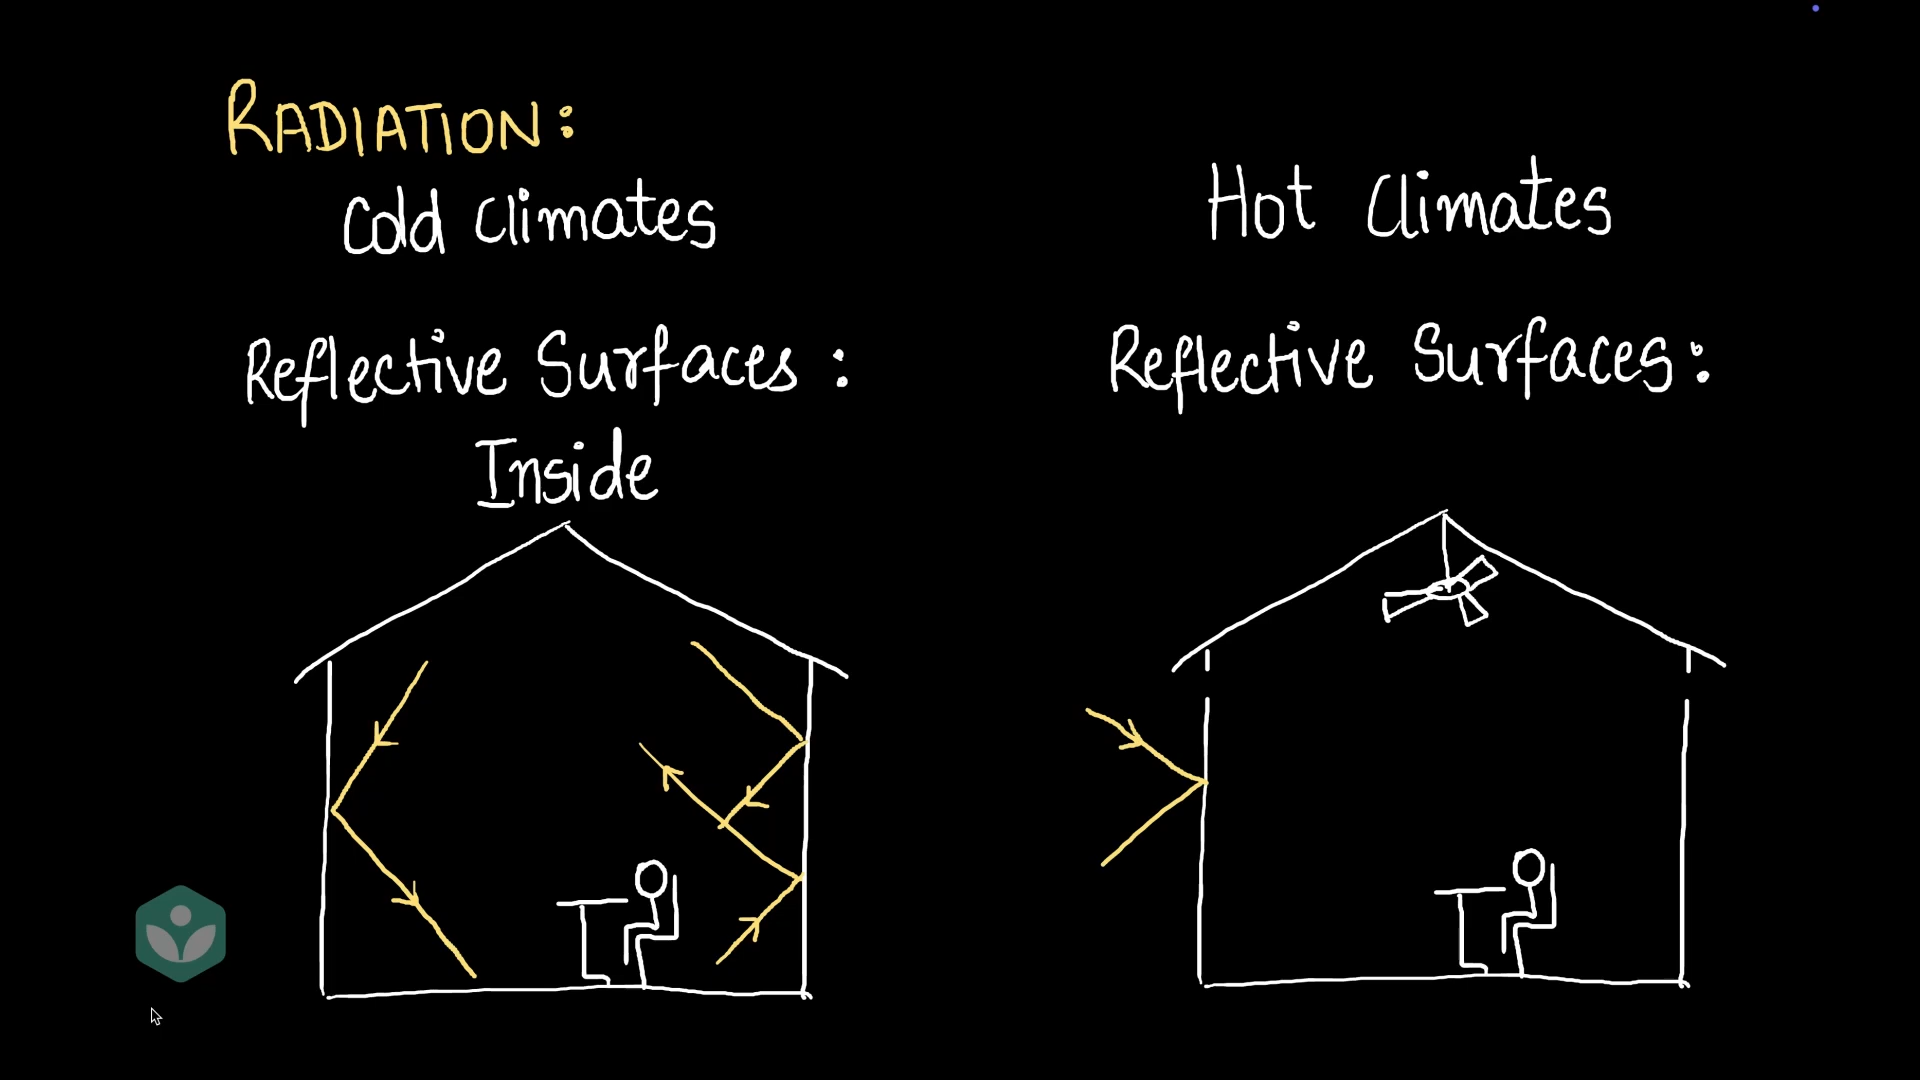 RADIATION:
Cold Climates
Reflective Surfaces :
Inside
Hot Climates
Reflective Surfaces: